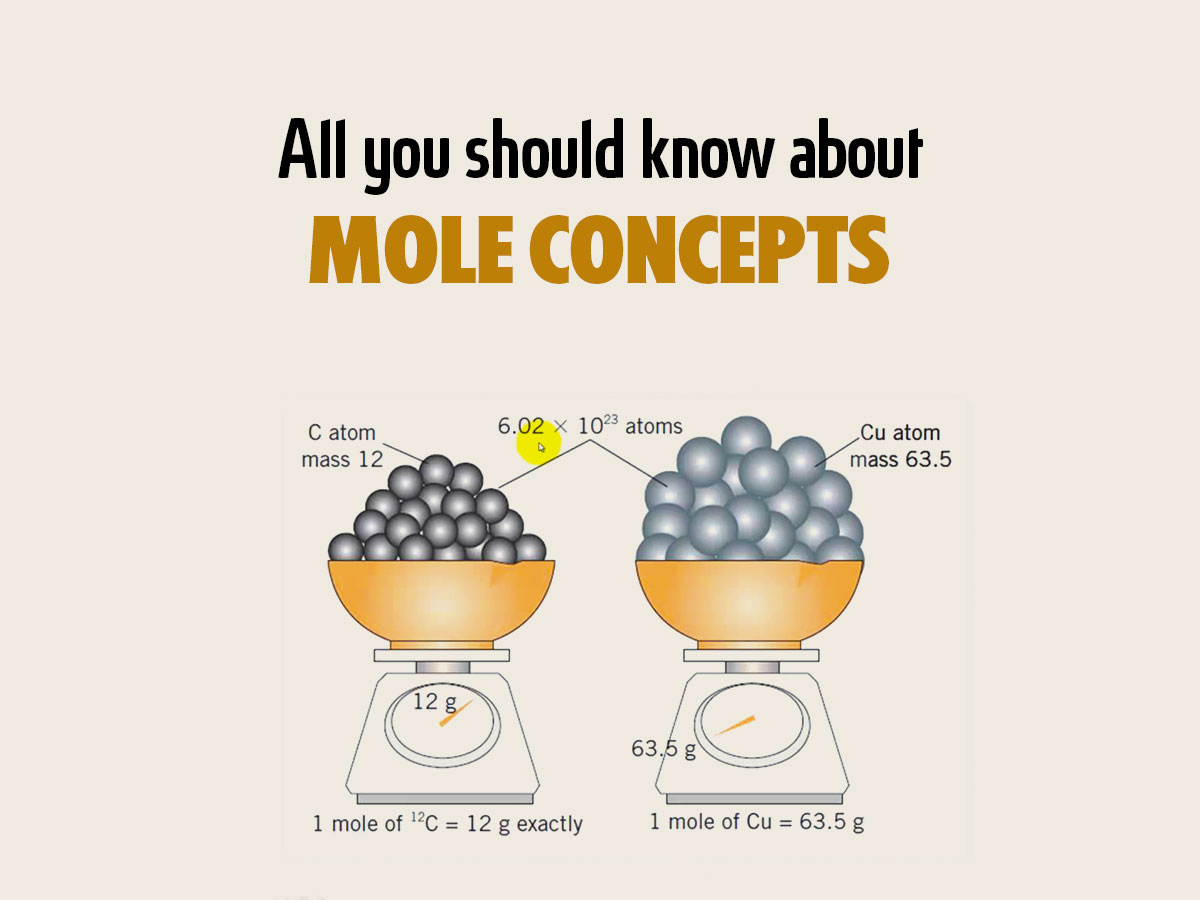 All you should know about
MOLE CONCEPTS
C atom
mass 12
6.02 × 10²³ atoms
Cu atom
mass 63.5
12 g
63.5 g
1 mole of ¹²C = 12 g exactly
1 mole of Cu = 63.5 g